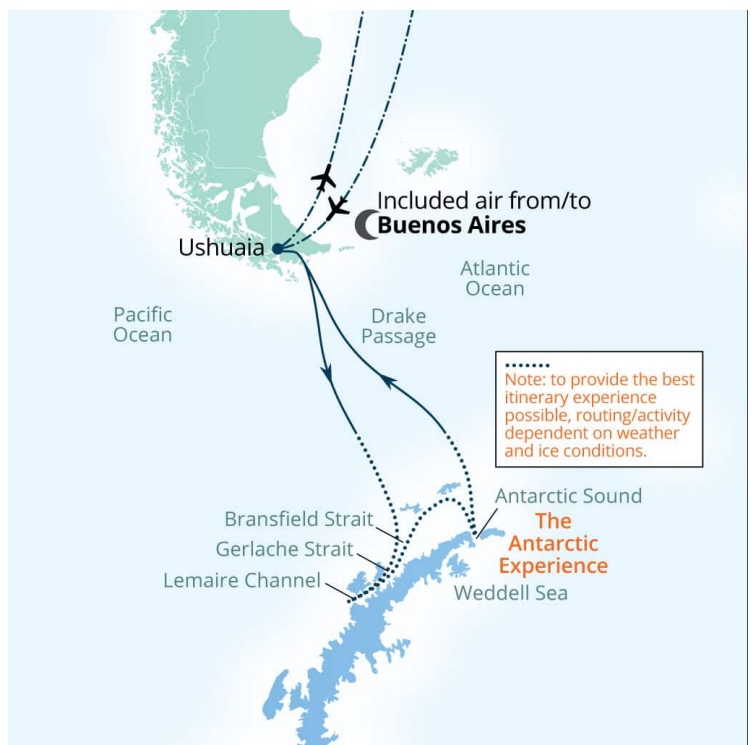 Included air from/to
Buenos Aires
Ushuaia
Atlantic
Ocean
Pacific
Ocean
Drake
Passage
Note: to provide the best
itinerary experience
possible, routing/activity
dependent on weather
and ice conditions.
Antarctic Sound
Bransfield Strait
The
Antarctic
Experience
Gerlache Strait
Lemaire Channel
Weddell Sea